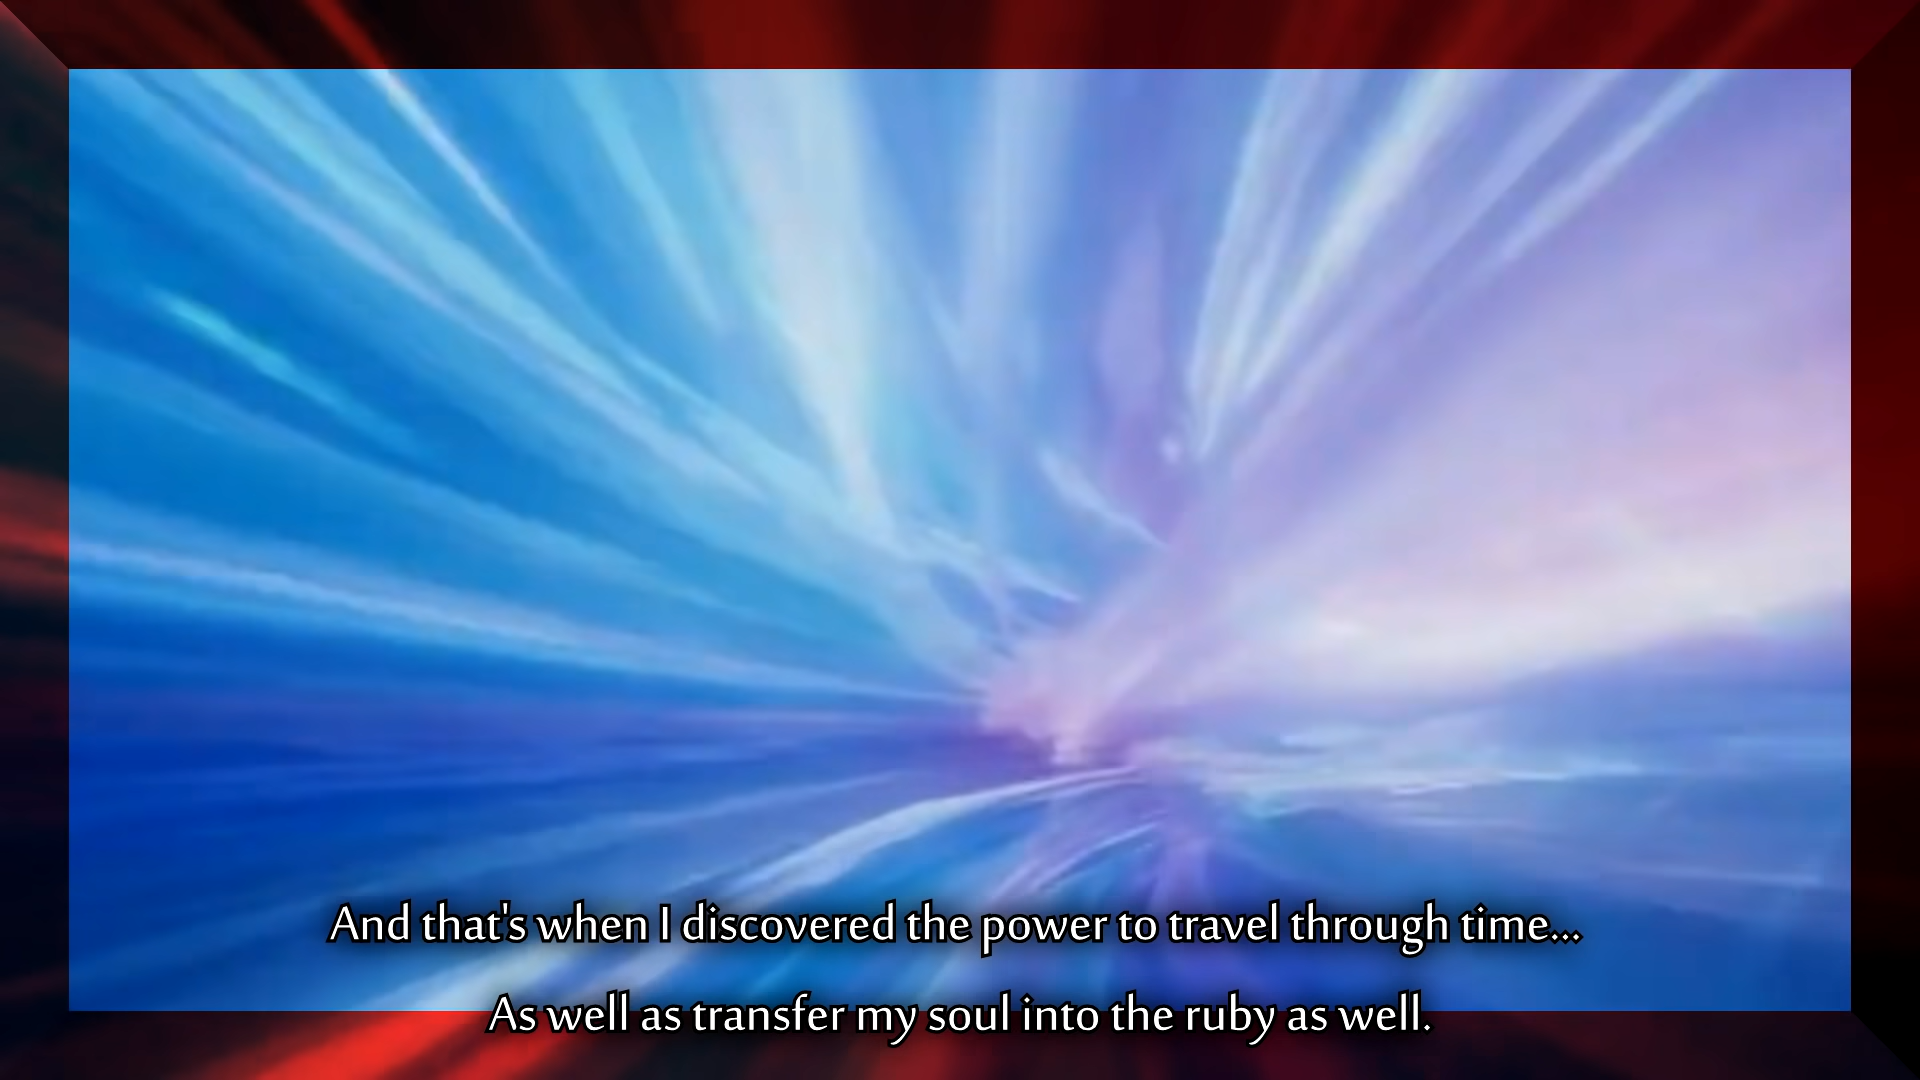 And that's when I discovered the power to travel through time...
As well as transfer my soul into the ruby as well.